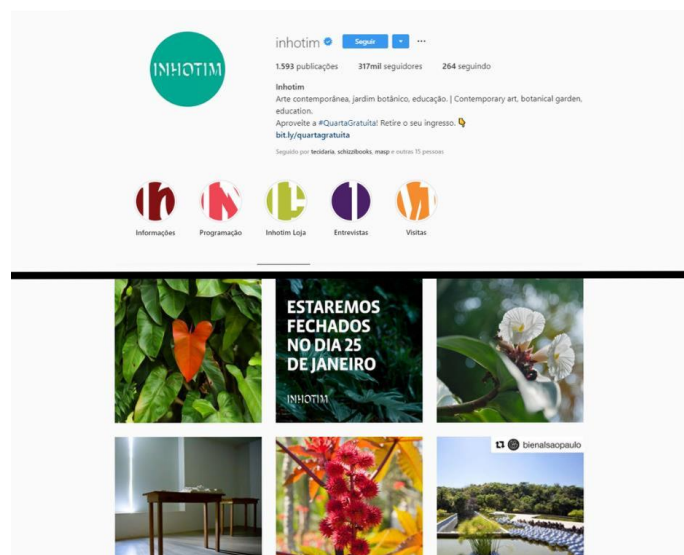 INHOTIM
inhotim Seguir
1.593 publicações 317mil seguidores 264 seguindo
Inhotim
Arte contemporânea, jardim botânico, educação. | Contemporary art, botanical garden,
education.
Aproveite a #QuartaGratuita! Retire o seu ingresso.
bit.ly/quartagratuita
Seguido por tecidaria, schizzibooks, masp e outras 15 pessoas
Informações Programação Inhotim Loja Entrevistas Visitas
ESTAREMOS
FECHADOS
NO DIA 25
DE JANEIRO
INHOTIM
bienalsaopaulo